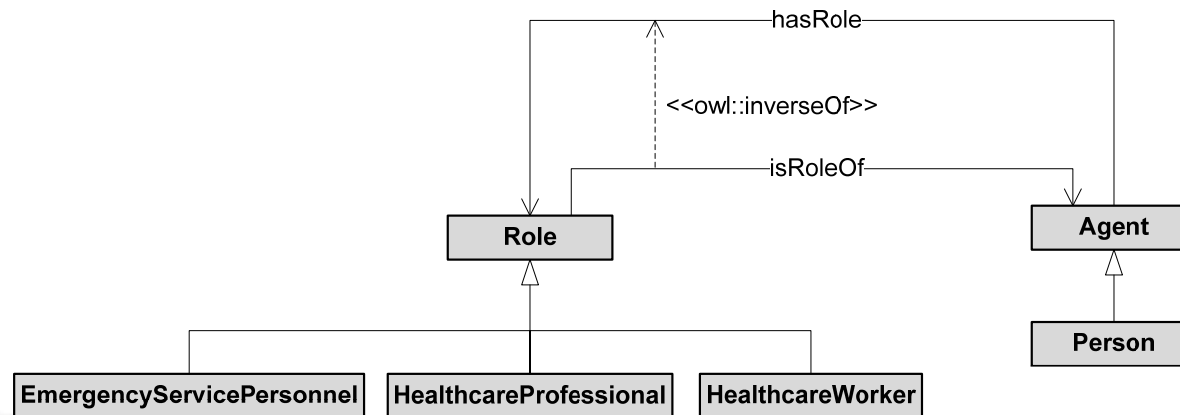 hasRole
<<owl::inverseOf>>
isRoleOf
Role
Agent
Person
EmergencyServicePersonnel
HealthcareProfessional
HealthcareWorker